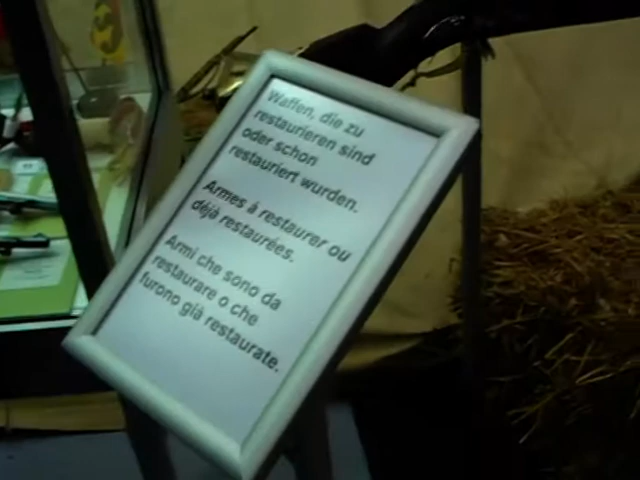 Waffen, die zu
restaurieren sind
oder schon
restauriert wurden.
Armes à restaurer ou
déjà restaurées.
Armi che sono da
restaurare o che
furono già restaurate.